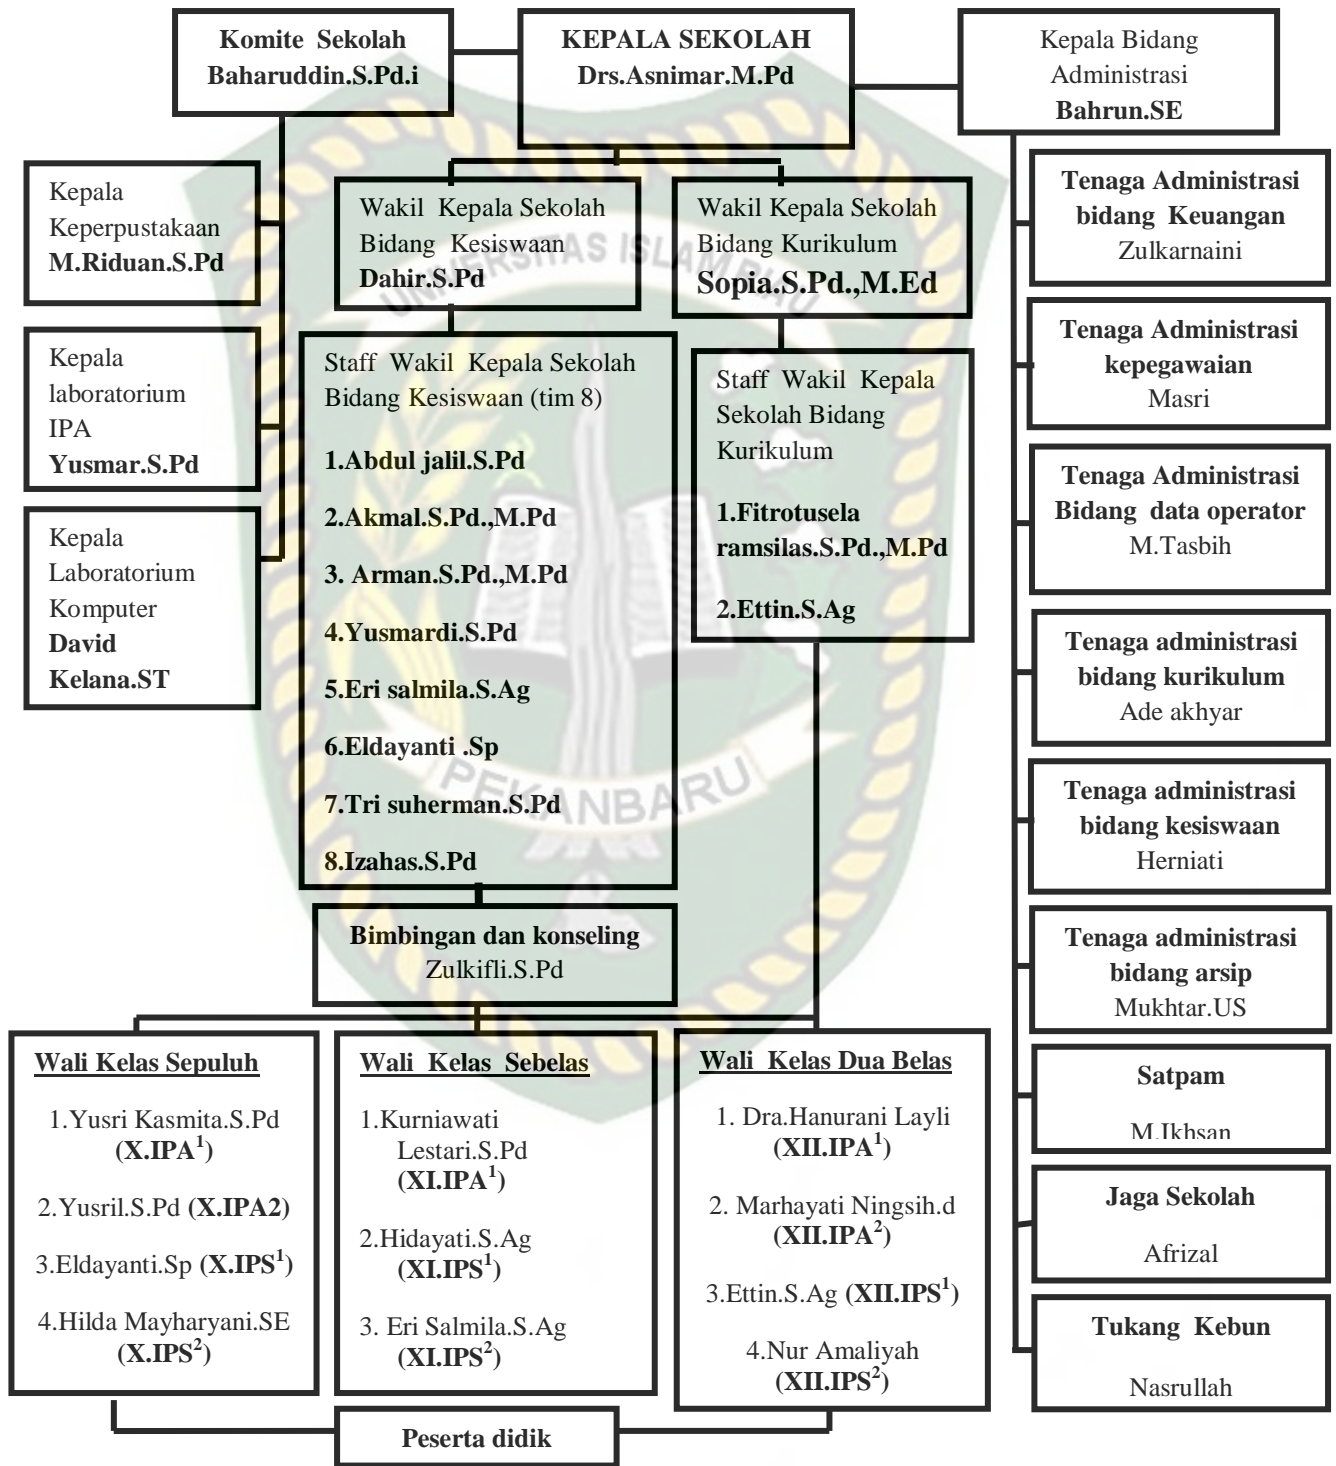 Komite Sekolah
Baharuddin.S.Pd.i
KEPALA SEKOLAH
Drs.Asnimar.M.Pd
Kepala Bidang
Administrasi
Bahrun.SE
Kepala
Keperpustakaan
M.Riduan.S.Pd
Wakil Kepala Sekolah
Bidang Kesiswaan
Dahir.S.Pd
Wakil Kepala Sekolah
Bidang Kurikulum
Sopia.S.Pd.,M.Ed
Tenaga Administrasi
bidang Keuangan
Zulkarnaini
UNIVERSITAS ISLAM RIAU
Kepala
laboratorium
IPA
Yusmar.S.Pd
Staff Wakil Kepala Sekolah
Bidang Kesiswaan (tim 8)
1.Abdul jalil.S.Pd
2.Akmal.S.Pd.,M.Pd
3. Arman.S.Pd.,M.Pd
4.Yusmardi.S.Pd
5.Eri salmila.S.Ag
6.Eldayanti .Sp
7.Tri suherman.S.Pd
8.Izahas.S.Pd
Staff Wakil Kepala
Sekolah Bidang
Kurikulum
1.Fitrotusela
ramsilas.S.Pd.,M.Pd
2.Ettin.S.Ag
Tenaga Administrasi
kepegawaian
Masri
Tenaga Administrasi
Bidang data operator
M.Tasbih
Kepala
Laboratorium
Komputer
David
Kelana.ST
Tenaga administrasi
bidang kurikulum
Ade akhyar
PEKANBARU
Tenaga administrasi
bidang kesiswaan
Herniati
Bimbingan dan konseling
Zulkifli.S.Pd
Tenaga administrasi
bidang arsip
Mukhtar.US
Wali Kelas Sepuluh
1.Yusri Kasmita.S.Pd
(X.IPA¹)
2.Yusril.S.Pd (X.IPA2)
3.Eldayanti.Sp (X.IPS¹)
4.Hilda Mayharyani.SE
(X.IPS²)
Wali Kelas Sebelas
1.Kurniawati
Lestari.S.Pd
(XI.IPA¹)
2.Hidayati.S.Ag
(XI.IPS¹)
3. Eri Salmila.S.Ag
(XI.IPS²)
Wali Kelas Dua Belas
1. Dra.Hanurani Layli
(XII.IPA¹)
2. Marhayati Ningsih.d
(XII.IPA²)
3.Ettin.S.Ag (XII.IPS¹)
4.Nur Amaliyah
(XII.IPS²)
Satpam
M.Ikhsan
Jaga Sekolah
Afrizal
Tukang Kebun
Nasrullah
Peserta didik